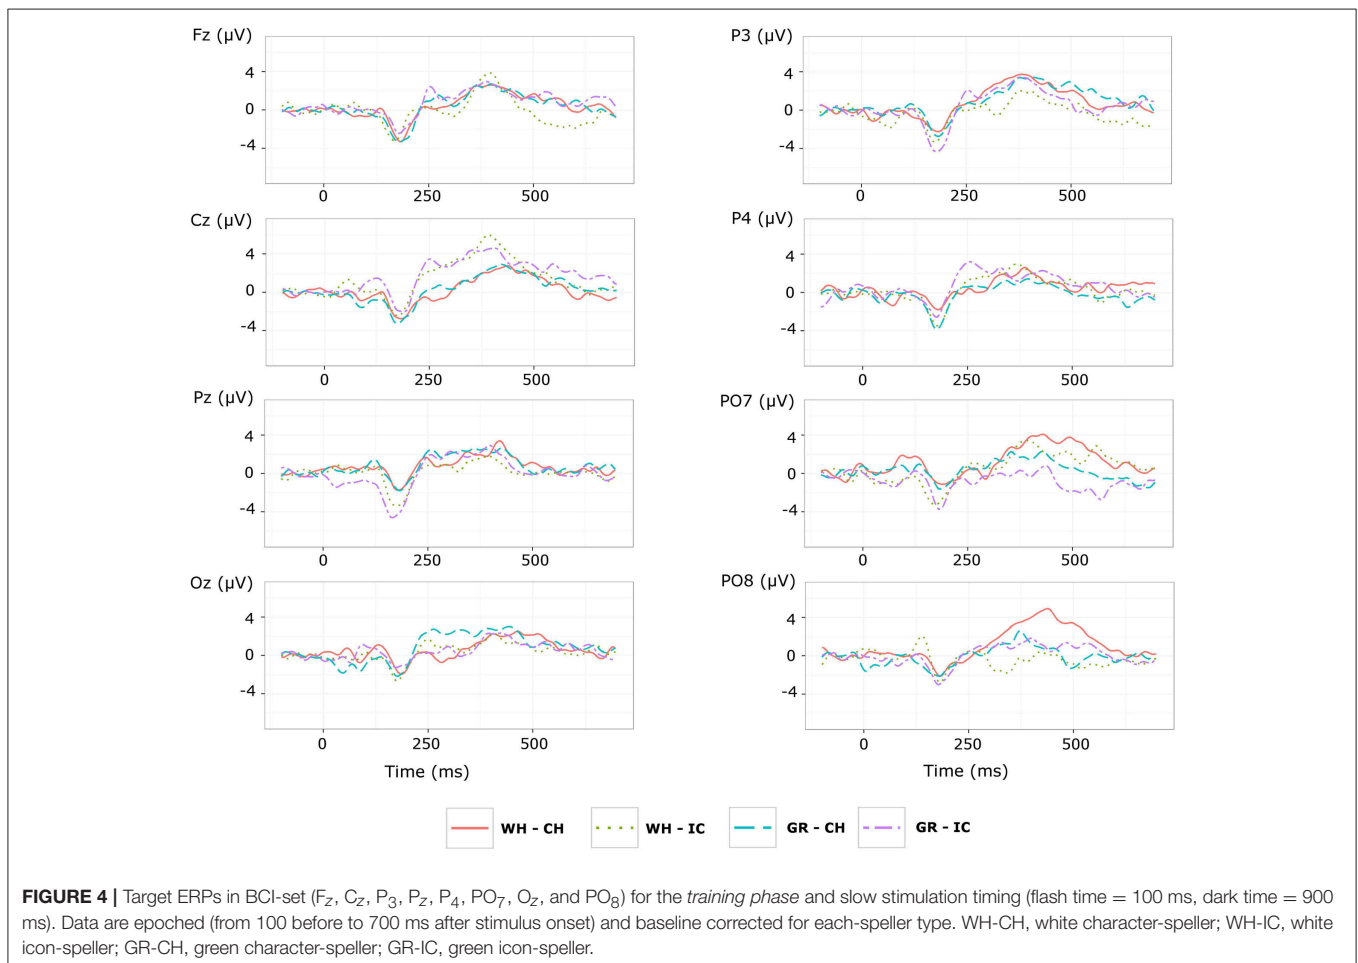 Fz (µV)
4
0
-4
0 250 500
P3 (µV)
4
0
-4
0 250 500
Cz (µV)
4
0
-4
0 250 500
P4 (µV)
4
0
-4
0 250 500
Pz (µV)
4
0
-4
0 250 500
PO7 (µV)
4
0
-4
0 250 500
Oz (µV)
4
0
-4
0 250 500
Time (ms)
PO8 (µV)
4
0
-4
0 250 500
Time (ms)
WH - CH WH - IC GR - CH GR - IC
FIGURE 4 | Target ERPs in BCI-set (FZ, CZ, P3, PZ, P4, PO7, OZ, and PO8) for the training phase and slow stimulation timing (flash time = 100 ms, dark time = 900
ms). Data are epoched (from 100 before to 700 ms after stimulus onset) and baseline corrected for each-speller type. WH-CH, white character-speller; WH-IC, white
icon-speller; GR-CH, green character-speller; GR-IC, green icon-speller.